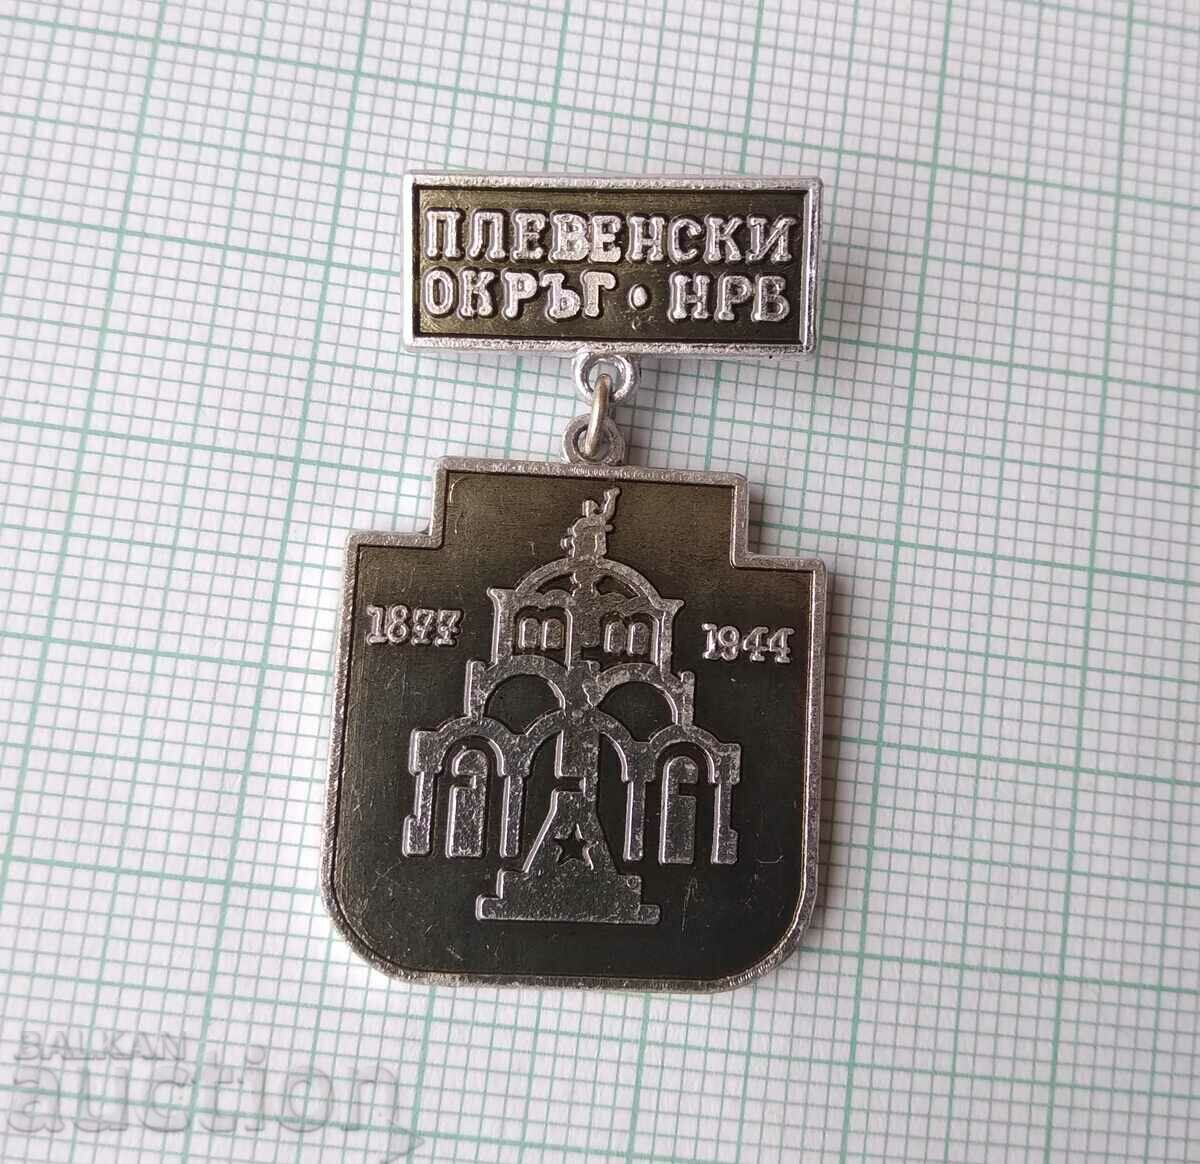 ПЛЕВЕНСКИ
ОКРЪГ · НРБ
1877
1944
BALKAN
auction